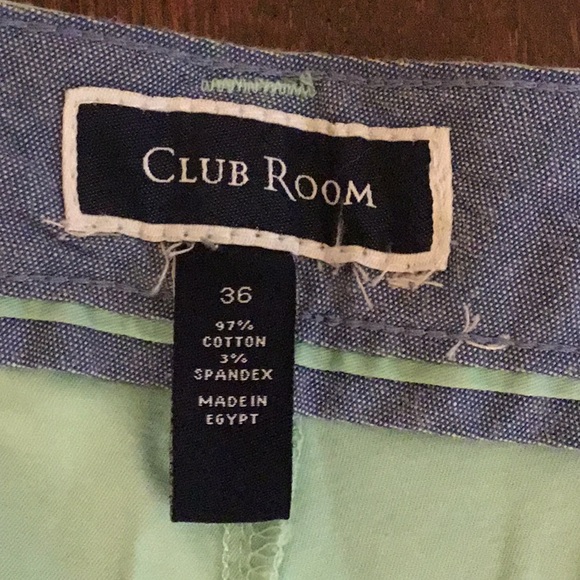 CLUB ROOM
36
97%
COTTON
3%
SPANDEX
MADE IN
EGYPT